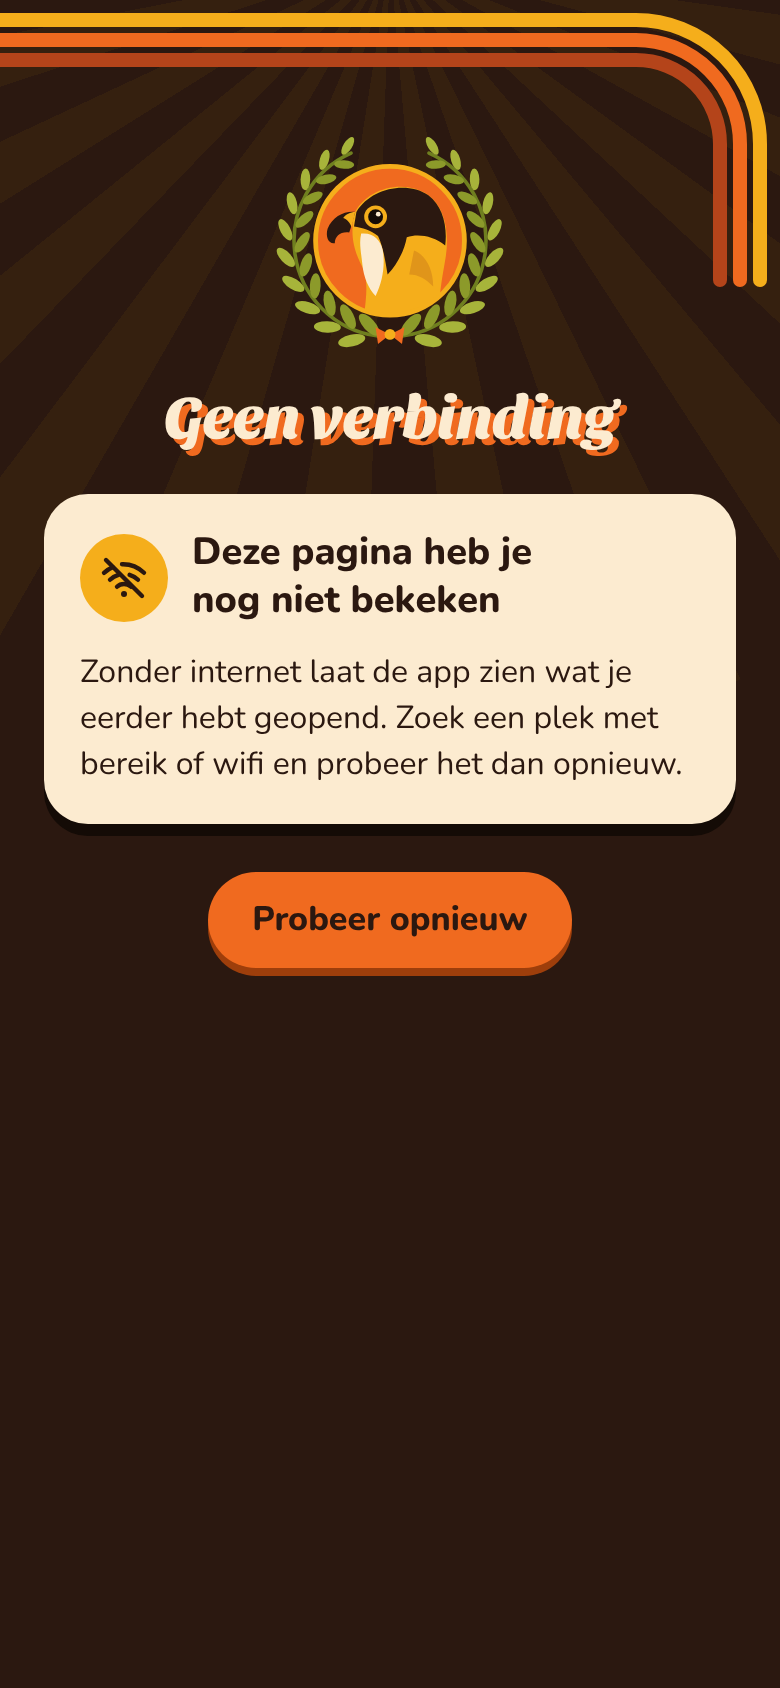 Geen verbinding
Deze pagina heb je
nog niet bekeken
Zonder internet laat de app zien wat je
eerder hebt geopend. Zoek een plek met
bereik of wifi en probeer het dan opnieuw.
Probeer opnieuw